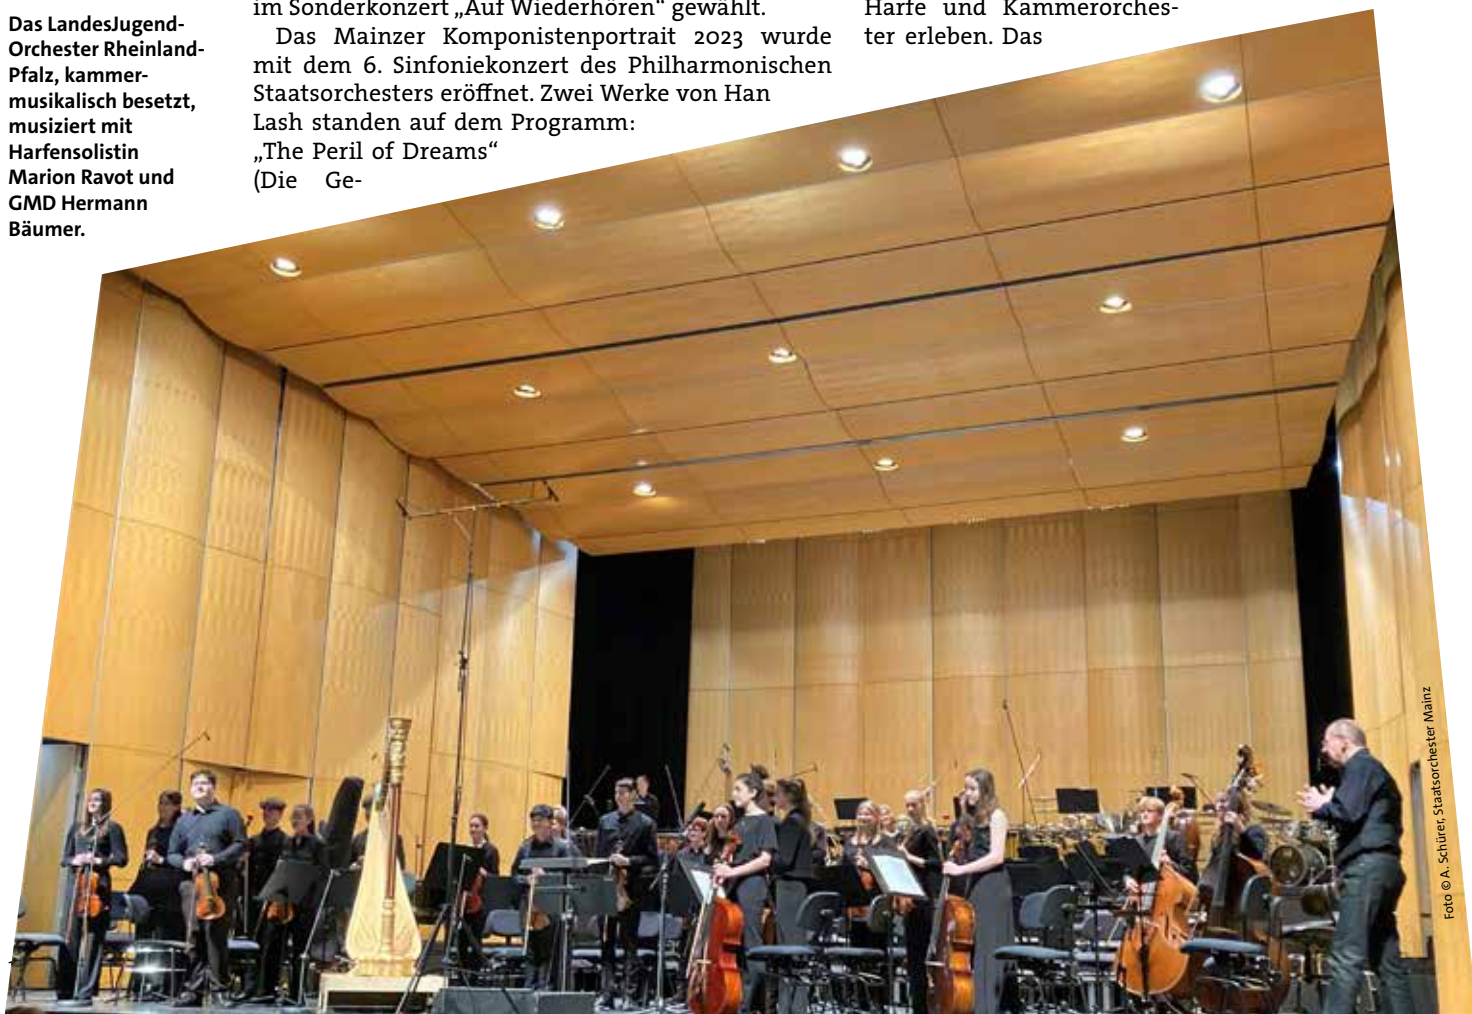 Das LandesJugend-
Orchester Rheinland-
Pfalz, kammer-
musikalisch besetzt,
musiziert mit
Harfensolistin
Marion Ravot und
GMD Hermann
Bäumer.
im Sonderkonzert „Auf Wiederhören“ gewählt.
Das Mainzer Komponistenportrait 2023 wurde
mit dem 6. Sinfoniekonzert des Philharmonischen
Staatsorchesters eröffnet. Zwei Werke von Han
Lash standen auf dem Programm:
„The Peril of Dreams“
(Die Ge-
Harfe und Kammerorches-
ter erleben. Das
Foto © A. Schürer, Staatsorchester Mainz